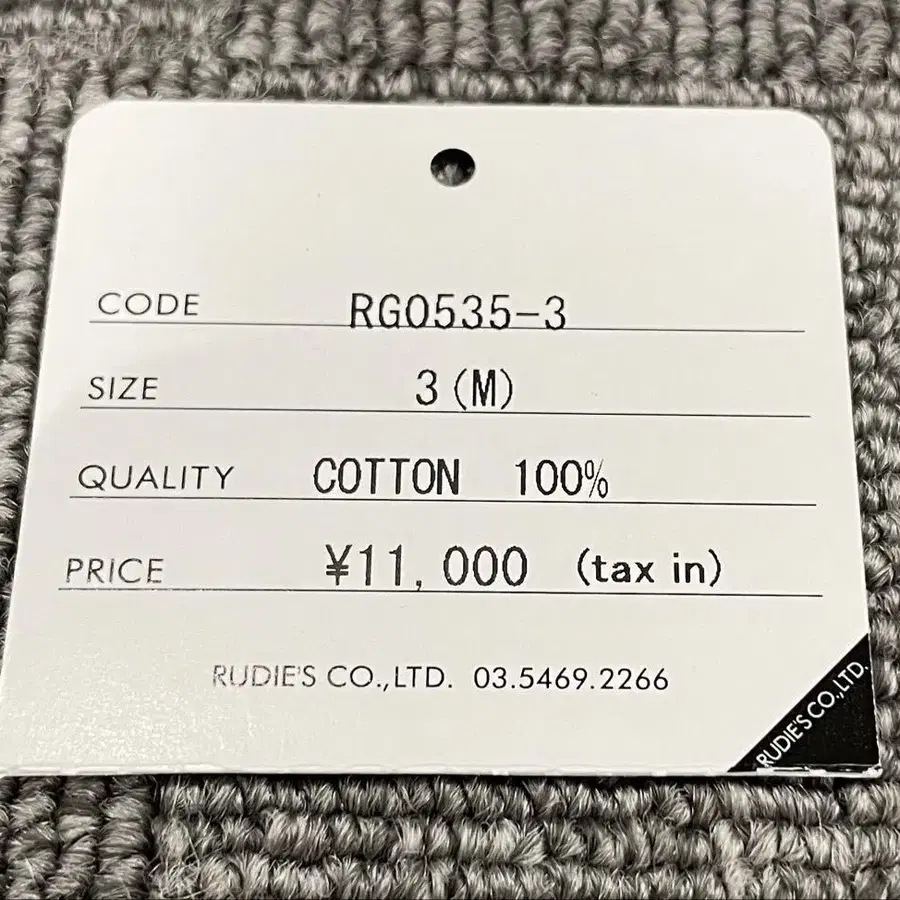 CODE RG0535-3
SIZE 3(M)
QUALITY COTTON 100%
PRICE ¥11,000 (tax in)
RUDIE'S CO.,LTD. 03.5469.2266
RUDIE'S CO.,LTD.